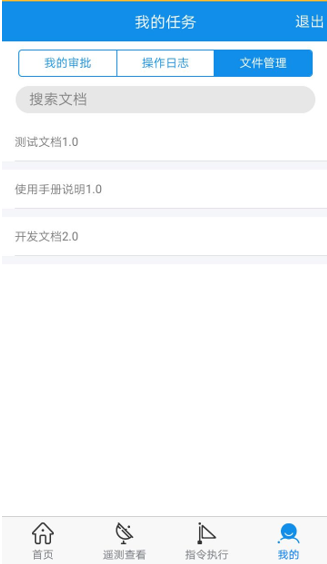 我的任务 退出
我的审批 操作日志 文件管理
搜索文档
测试文档1.0
使用手册说明1.0
开发文档2.0
首页 遥测查看 指令执行 我的